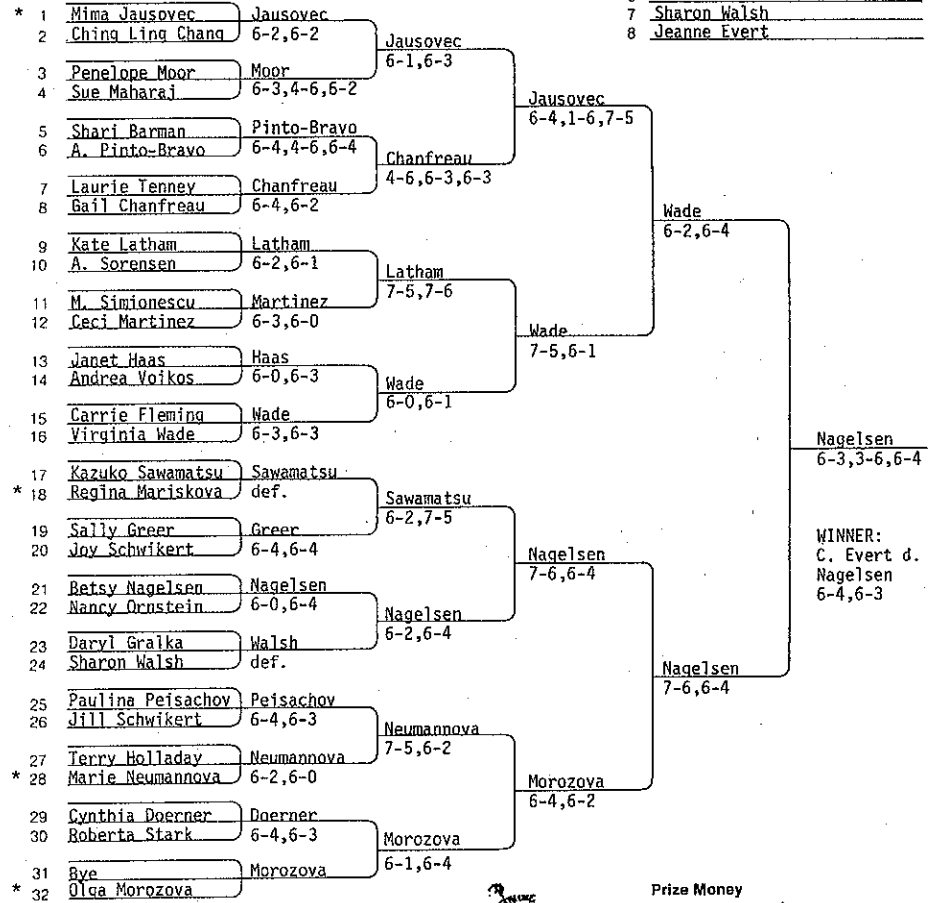 * 1 Mima Jausovec
2 Ching Ling Chang
3 Penelope Moor
4 Sue Maharaj
5 Shari Barman
6 A. Pinto-Bravo
7 Laurie Tenney
8 Gail Chanfreau
9 Kate Latham
10 A. Sorensen
11 M. Simionescu
12 Ceci Martinez
13 Janet Haas
14 Andrea Voikos
15 Carrie Fleming
16 Virginia Wade
17 Kazuko Sawamatsu
* 18 Regina Mariskova
19 Sally Greer
20 Joy Schwikert
21 Betsy Nagelsen
22 Nancy Ornstein
23 Daryl Gralka
24 Sharon Walsh
25 Paulina Peisachov
26 Jill Schwikert
27 Terry Holladay
* 28 Marie Neumannova
29 Cynthia Doerner
30 Roberta Stark
31 Bye
* 32 Olga Morozova
Jausovec
6-2,6-2
Moor
6-3,4-6,6-2
Pinto-Bravo
6-4,4-6,6-4
Chanfreau
6-4,6-2
Latham
6-2,6-1
Martinez
6-3,6-0
Haas
6-0,6-3
Wade
6-3,6-3
Sawamatsu
def.
Greer
6-4,6-4
Nagelsen
6-0,6-4
Walsh
def.
Peisachov
6-4,6-3
Neumannova
6-2,6-0
Doerner
6-4,6-3
Morozova
Jausovec
6-1,6-3
Chanfreau
4-6,6-3,6-3
Latham
7-5,7-6
Wade
6-0,6-1
Sawamatsu
6-2,7-5
Nagelsen
6-2,6-4
Neumannova
7-5,6-2
Morozova
6-1,6-4
Jausovec
6-4,1-6,7-5
Wade
7-5,6-1
Nagelsen
7-6,6-4
Morozova
6-4,6-2
Wade
6-2,6-4
Nagelsen
7-6,6-4
Nagelsen
6-3,3-6,6-4
WINNER:
C. Evert d.
Nagelsen
6-4,6-3
7 Sharon Walsh
8 Jeanne Evert
Prize Money